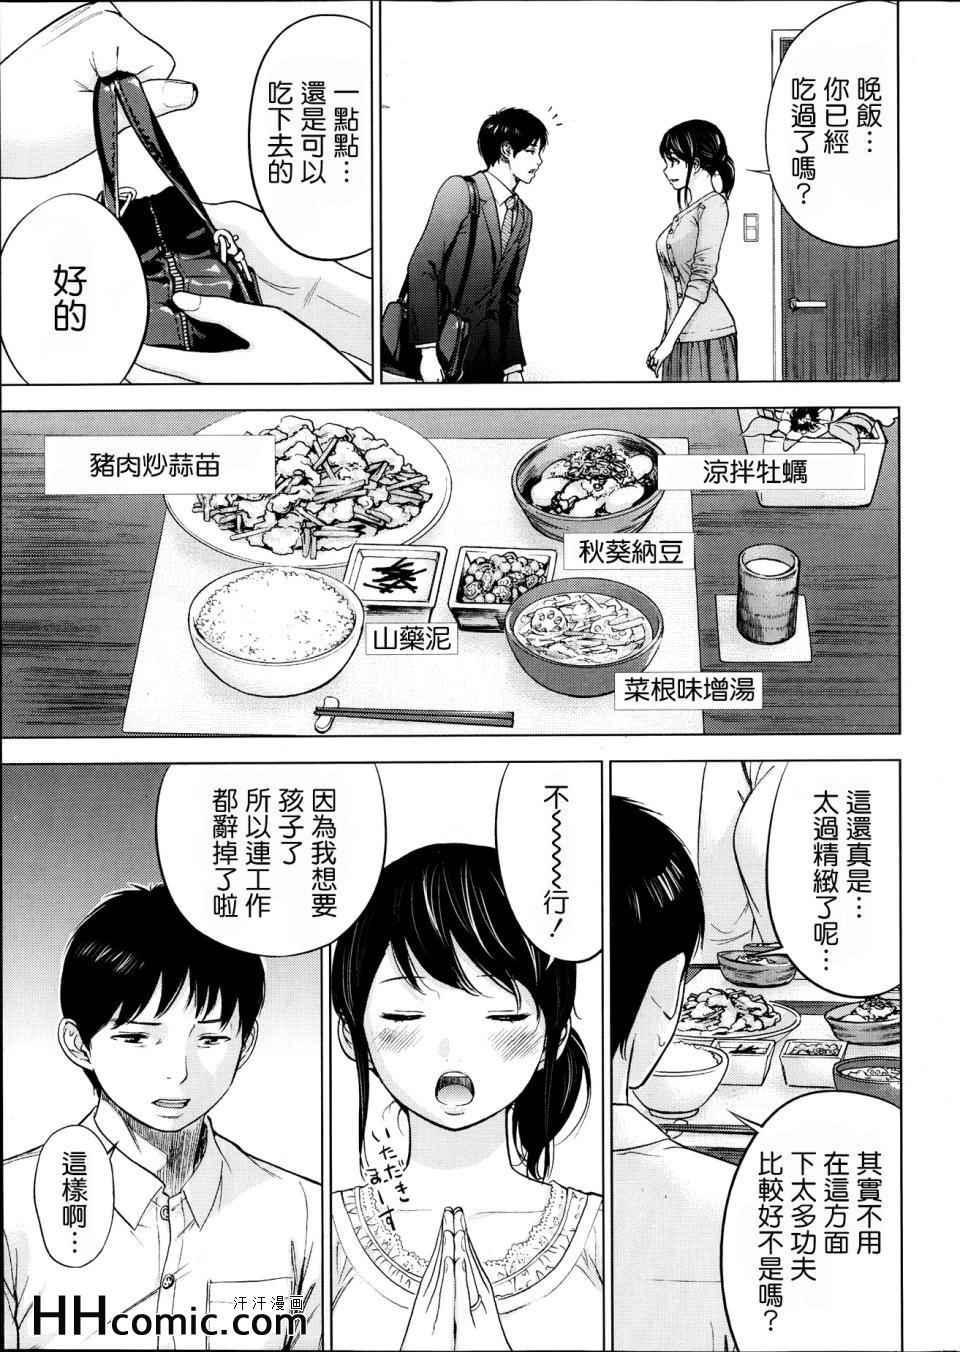 晚飯…
你已經
吃過了嗎？
一點點…
還是可以
吃下去的
好的
豬肉炒蒜苗
涼拌牡蠣
秋葵納豆
山藥泥
菜根味增湯
這還真是…
太過精緻了呢…
其實不用
在這方面
下太多功夫
比較好不是嗎？
不～～～行！
因為我想要
孩子了
所以連工作
都辭掉了啦
いただき
まーす
這樣啊…
汗汗漫画
HHcomic.com